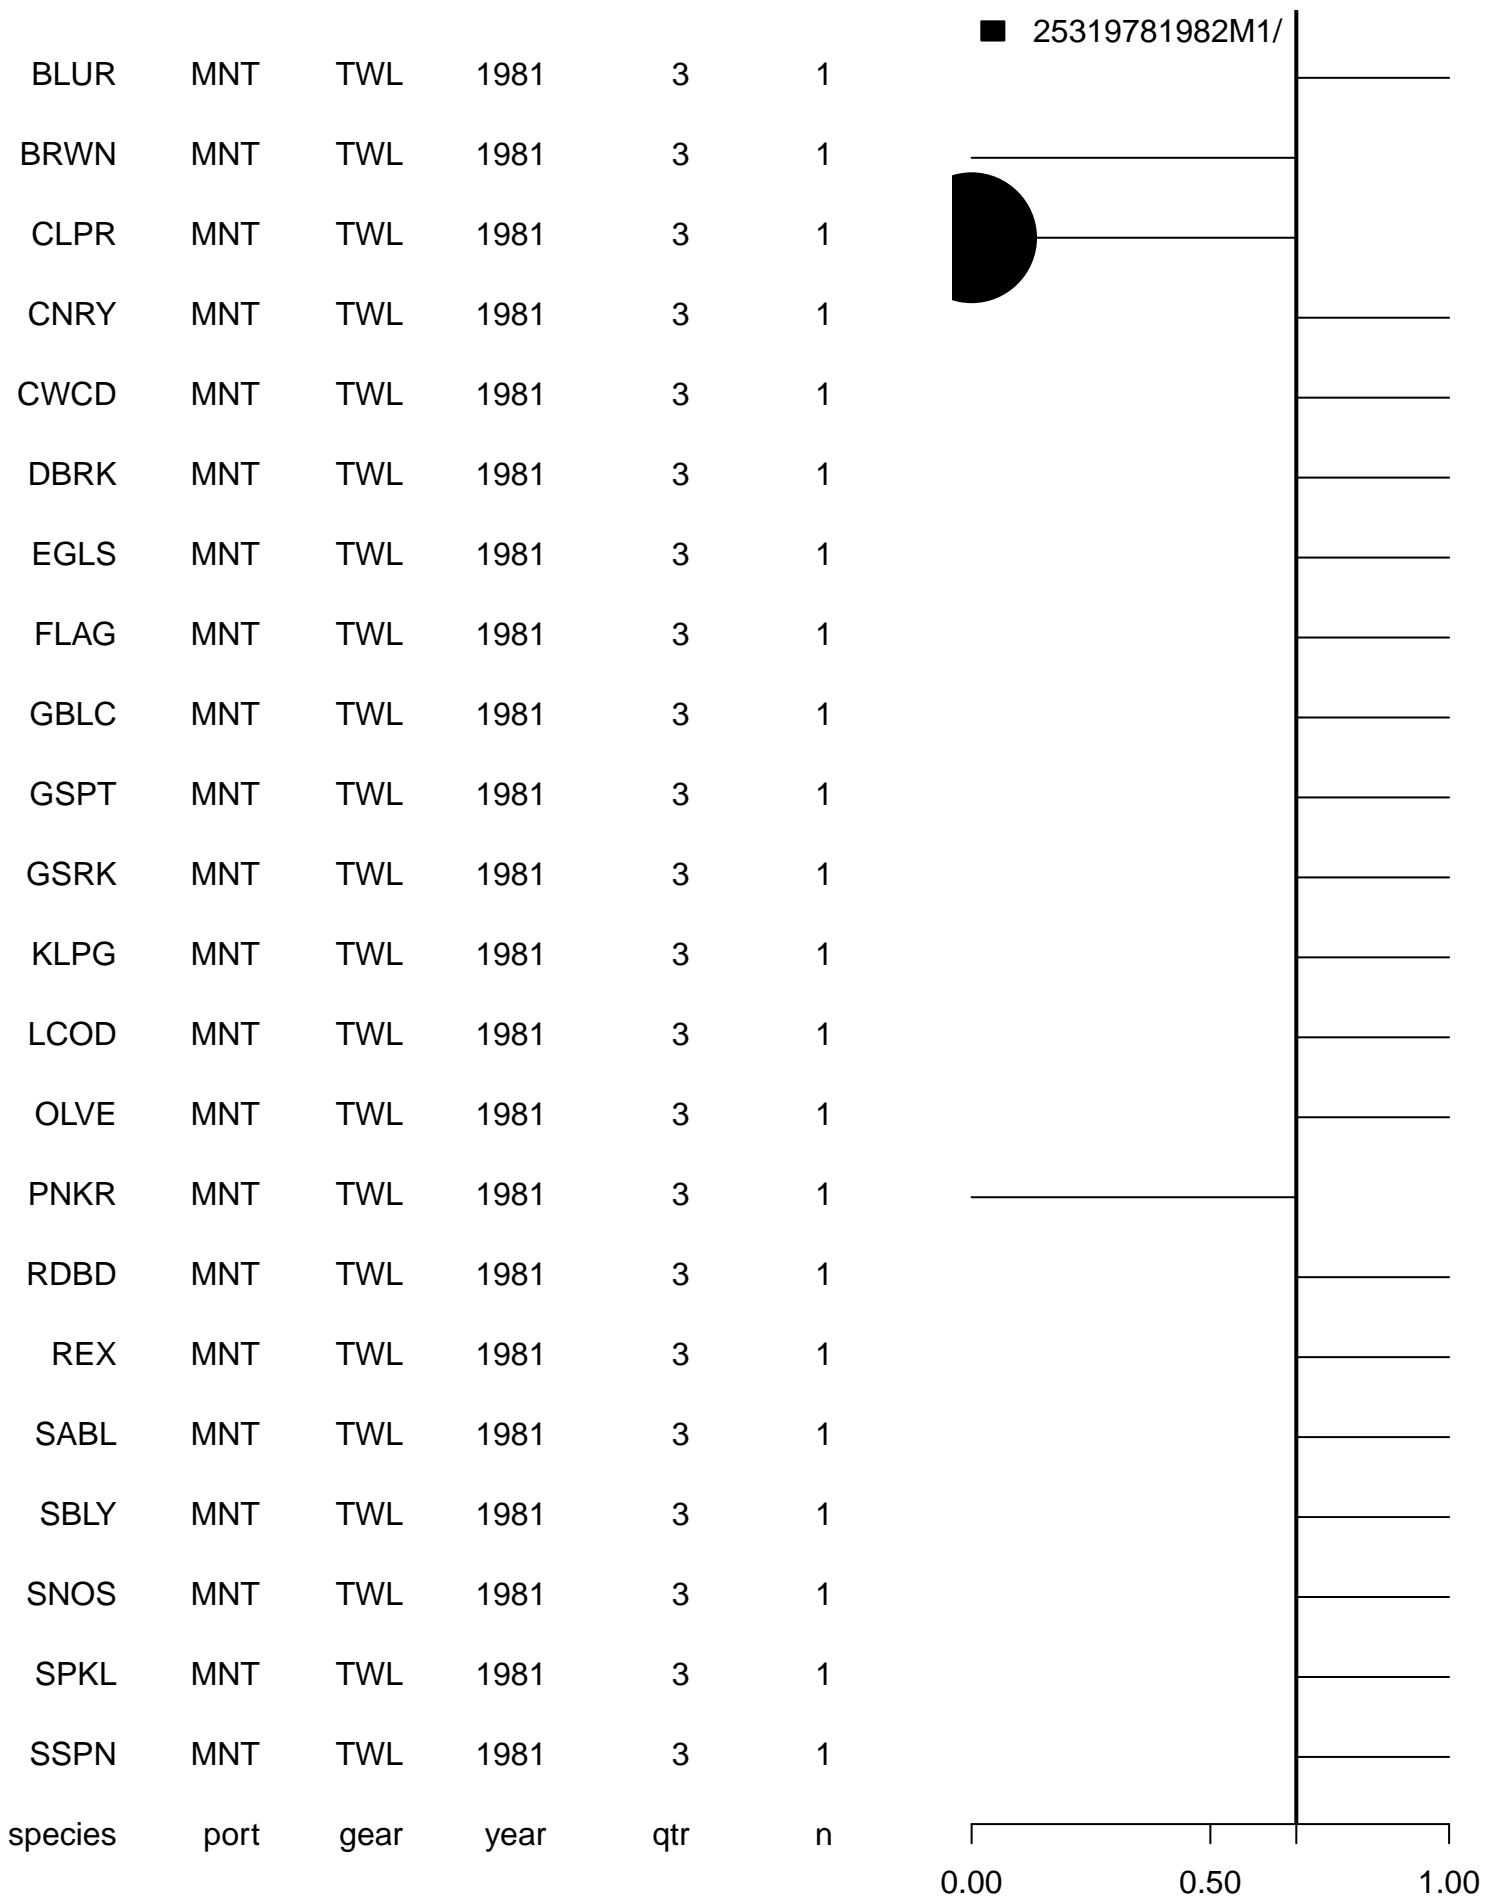 25319781982M1/
BLUR MNT TWL 1981 3 1
BRWN MNT TWL 1981 3 1
CLPR MNT TWL 1981 3 1
CNRY MNT TWL 1981 3 1
CWCD MNT TWL 1981 3 1
DBRK MNT TWL 1981 3 1
EGLS MNT TWL 1981 3 1
FLAG MNT TWL 1981 3 1
GBLC MNT TWL 1981 3 1
GSPT MNT TWL 1981 3 1
GSRK MNT TWL 1981 3 1
KLPG MNT TWL 1981 3 1
LCOD MNT TWL 1981 3 1
OLVE MNT TWL 1981 3 1
PNKR MNT TWL 1981 3 1
RDBD MNT TWL 1981 3 1
REX MNT TWL 1981 3 1
SABL MNT TWL 1981 3 1
SBLY MNT TWL 1981 3 1
SNOS MNT TWL 1981 3 1
SPKL MNT TWL 1981 3 1
SSPN MNT TWL 1981 3 1
species port gear year qtr n
0.00 0.50 1.00